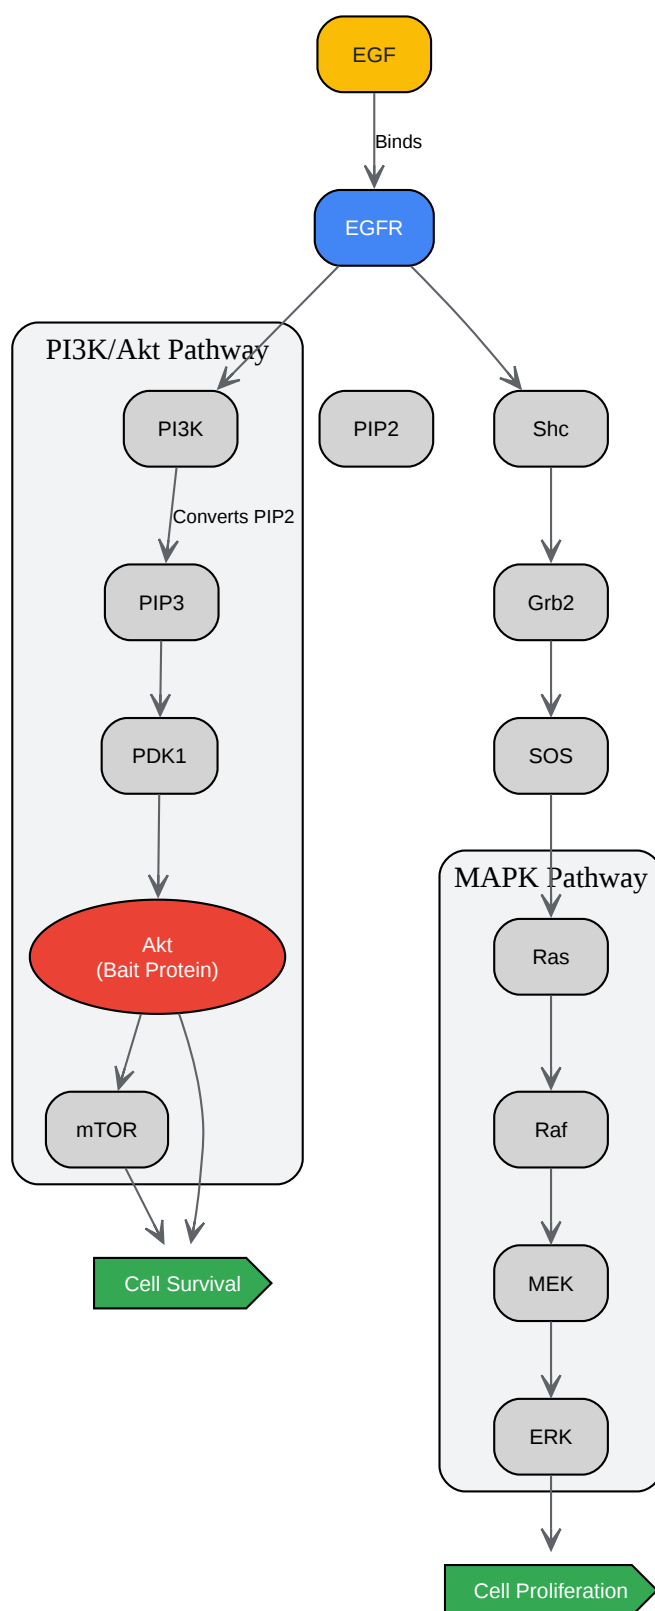 EGF
Binds
EGFR
PI3K/Akt Pathway
PI3K
PIP2
Shc
Converts PIP2
PIP3
Grb2
PDK1
SOS
MAPK Pathway
Akt
(Bait Protein)
Ras
mTOR
Raf
Cell Survival
MEK
ERK
Cell Proliferation